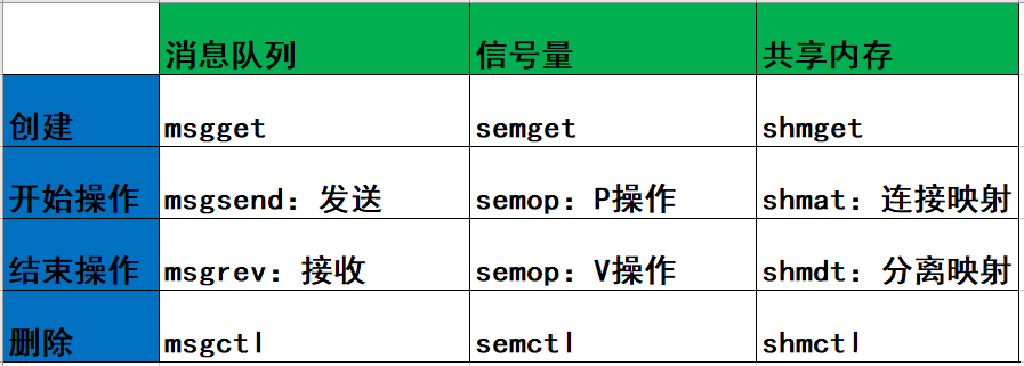 消息队列 信号量 共享内存
创建 msgget semget shmget
开始操作 msgsend：发送 semop：P操作 shmat：连接映射
结束操作 msgrev：接收 semop：V操作 shmdt：分离映射
删除 msgctl semctl shmctl